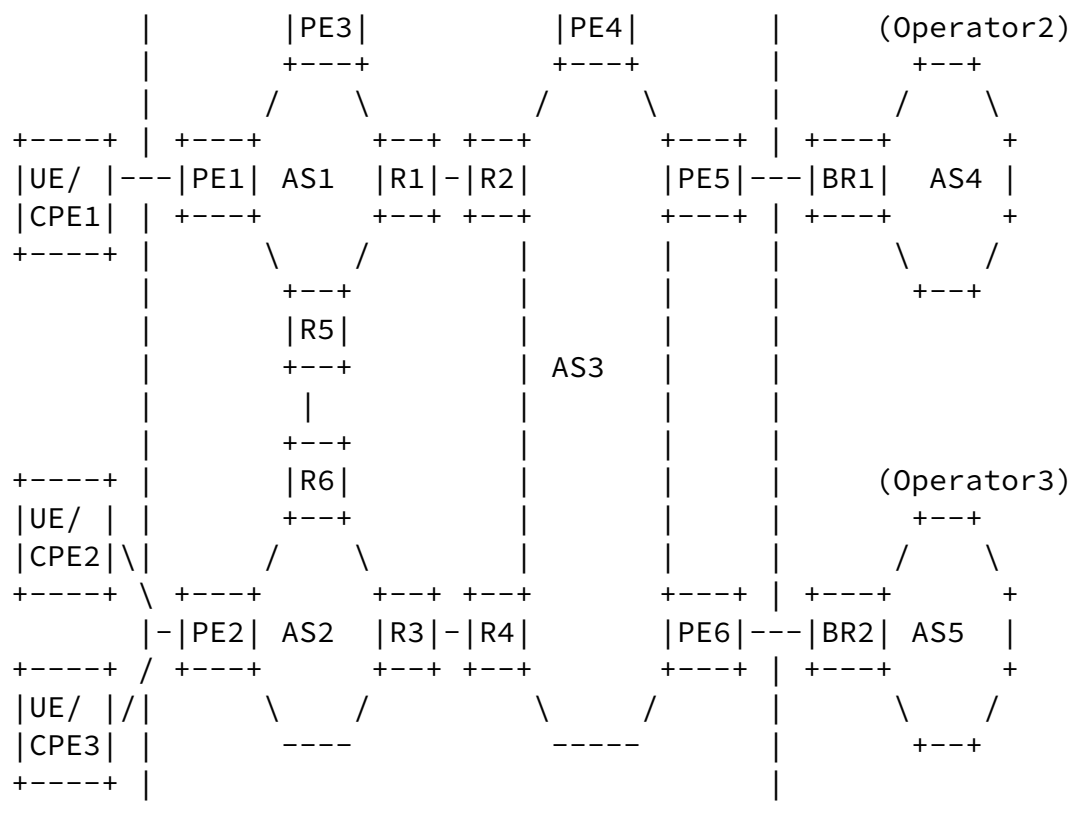 |       |PE3|          |PE4|       |     (Operator2)
      |       +---+          +---+       |       +--+
      |      /    \         /     \      |      /    \
+----+ | +---+      +--+ +--+       +---+ | +---+      +
|UE/ |---|PE1| AS1  |R1|-|R2|       |PE5|---|BR1|  AS4 |
|CPE1| | +---+      +--+ +--+       +---+ | +---+      +
+----+ |      \    /        |       |     |      \    /
       |       +--+         |       |     |       +--+
       |       |R5|         |       |     |
       |       +--+         | AS3   |     |
       |        |           |       |     |
       |       +--+         |       |     |
+----+ |       |R6|         |       |     |     (Operator3)
|UE/ | |       +--+         |       |     |       +--+
|CPE2|\|      /    \        |       |     |      /    \
+----+ \ +---+      +--+ +--+       +---+ | +---+      +
       |-|PE2| AS2  |R3|-|R4|       |PE6|---|BR2| AS5  |
+----+ / +---+      +--+ +--+       +---+ | +---+      +
|UE/ |/|      \    /         \     /      |      \    /
|CPE3| |       ----           -----       |       +--+
+----+ |                                  |